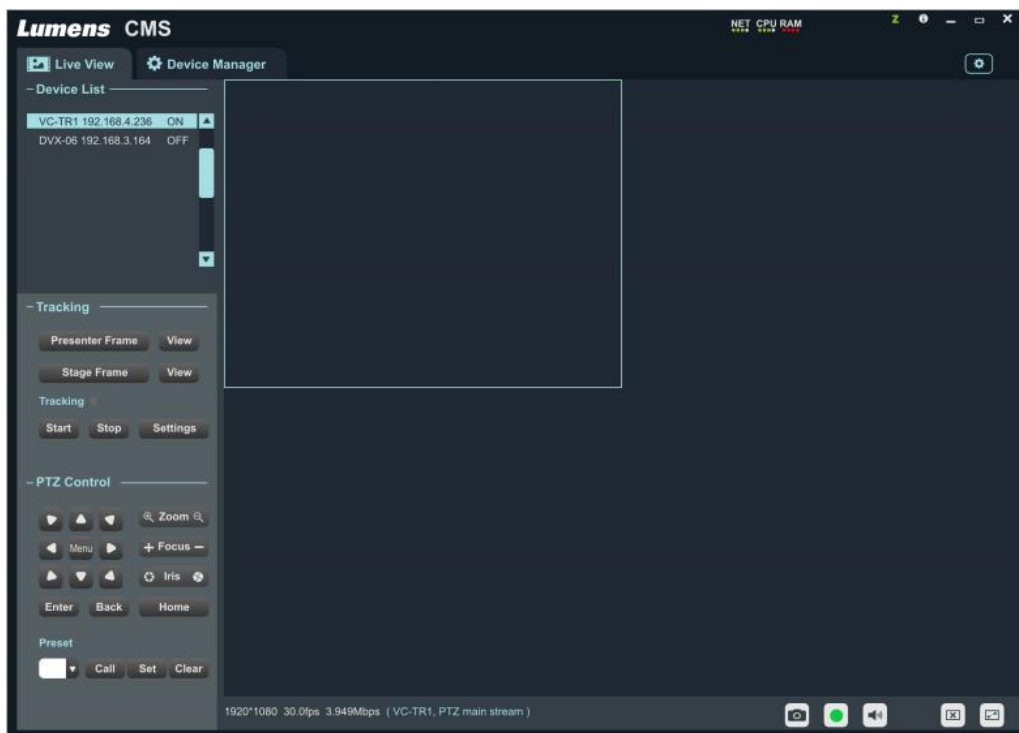 Lumens CMS
NET CPU RAM
Z
Live View
Device Manager
Device List
VC-TR1 192.168.4.236 ON
DVX-06 192.168.3.164 OFF
Tracking
Presenter Frame View
Stage Frame View
Tracking
Start Stop Settings
PTZ Control
Zoom
Menu + Focus −
Iris
Enter Back Home
Preset
Call Set Clear
1920*1080 30.0fps 3.949Mbps ( VC-TR1, PTZ main stream )